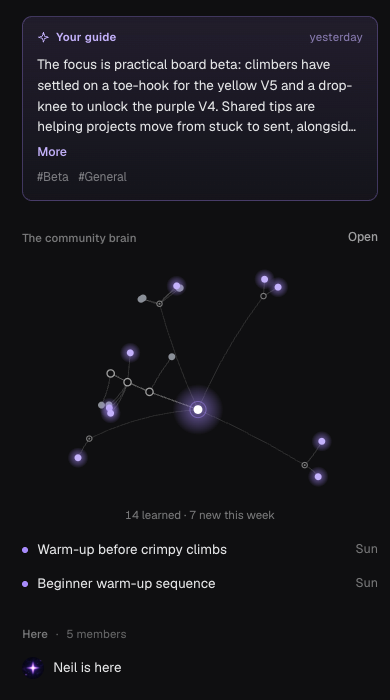 Your guide
yesterday
The focus is practical board beta: climbers have
settled on a toe-hook for the yellow V5 and a drop-
knee to unlock the purple V4. Shared tips are
helping projects move from stuck to sent, alongsid…
More
#Beta #General
The community brain
Open
14 learned · 7 new this week
Warm-up before crimpy climbs
Sun
Beginner warm-up sequence
Sun
Here · 5 members
Neil is here